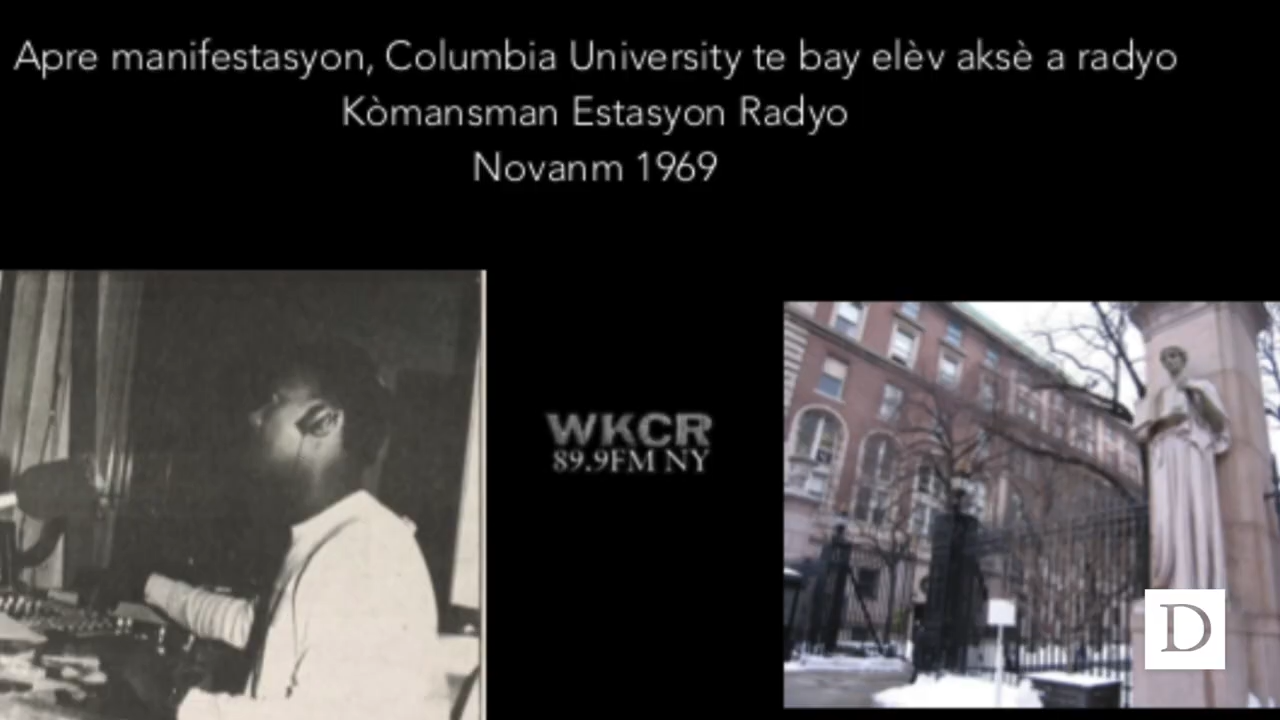 Apre manifestasyon, Columbia University te bay elèv aksè a radyo
Kòmansman Estasyon Radyo
Novanm 1969
WKCR
89.9FM NY
D